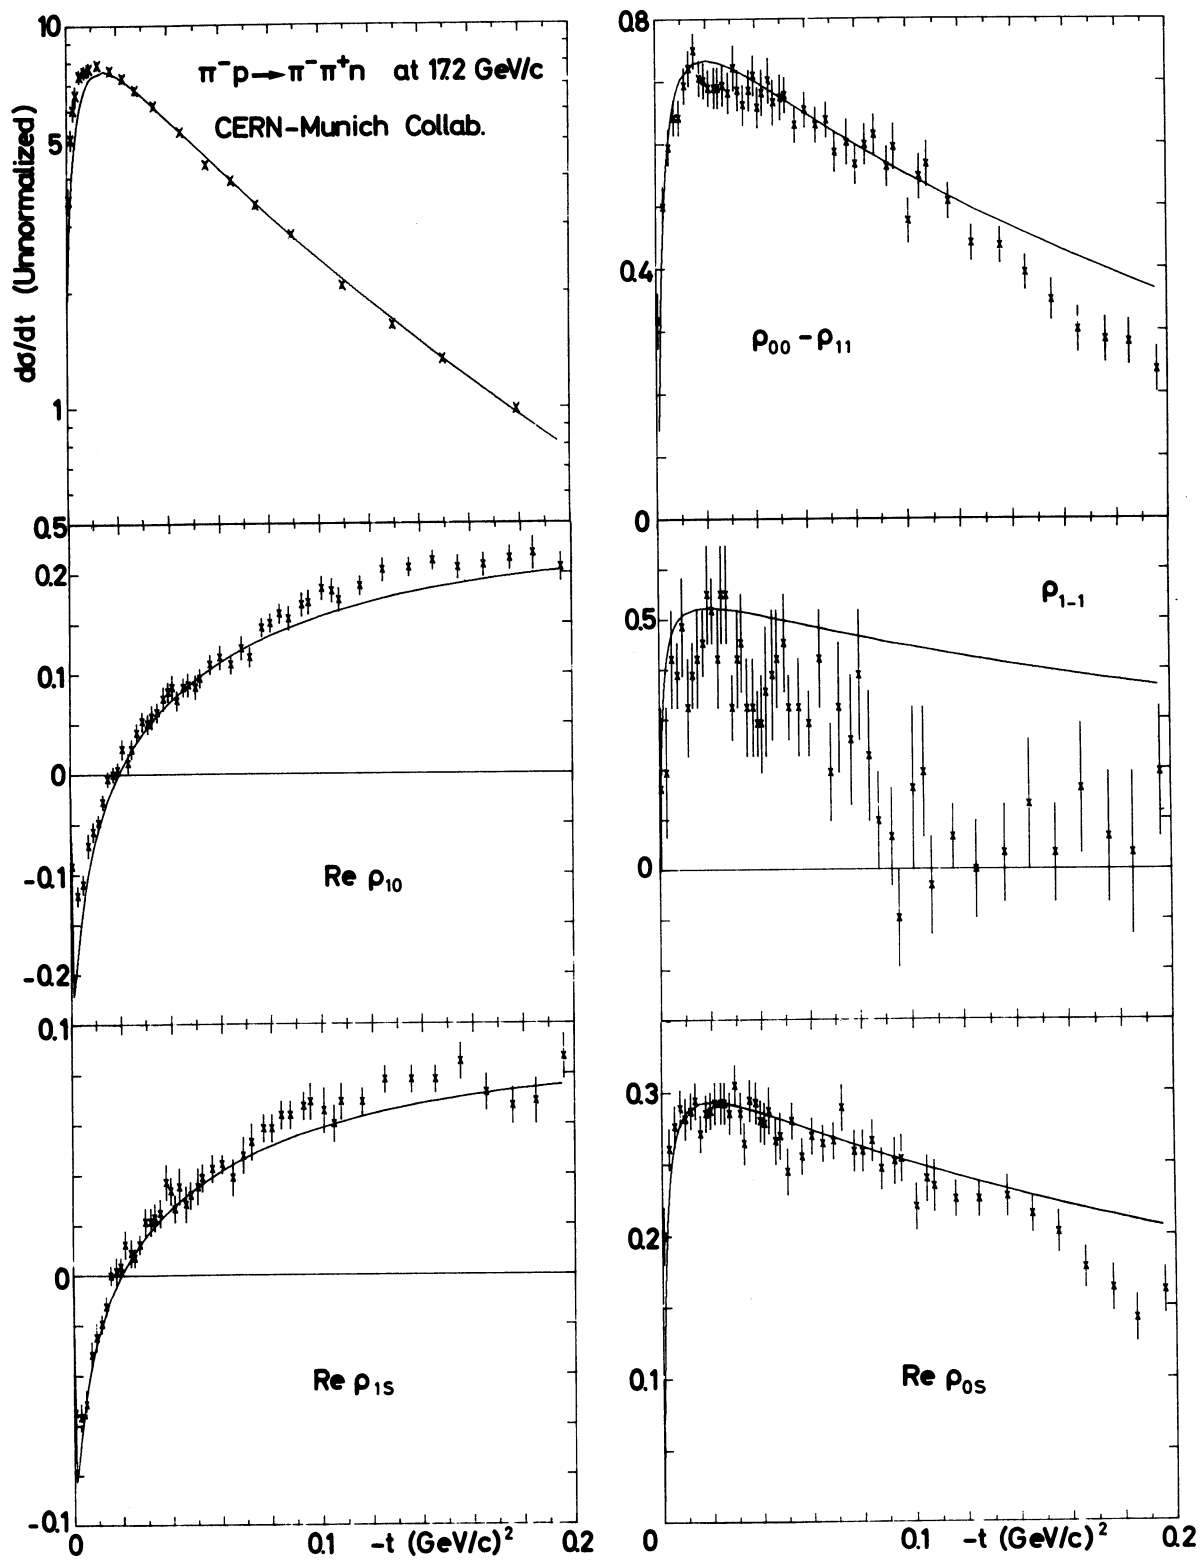 10
5
1
0.5
dσ/dt (Unnormalized)
π⁻p→π⁻π⁺n at 17.2 GeV/c
CERN-Munich Collab.
0.8
0.4
0
ρ₀₀ - ρ₁₁
0.2
0.1
0
-0.1
-0.2
Re ρ₁₀
0.5
0
ρ₁₋₁
0.1
0
-0.1
Re ρ₁S
0 0.1 -t (GeV/c)² 0.2
0.3
0.2
0.1
Re ρ₀S
0 0.1 -t (GeV/c)² 0.2